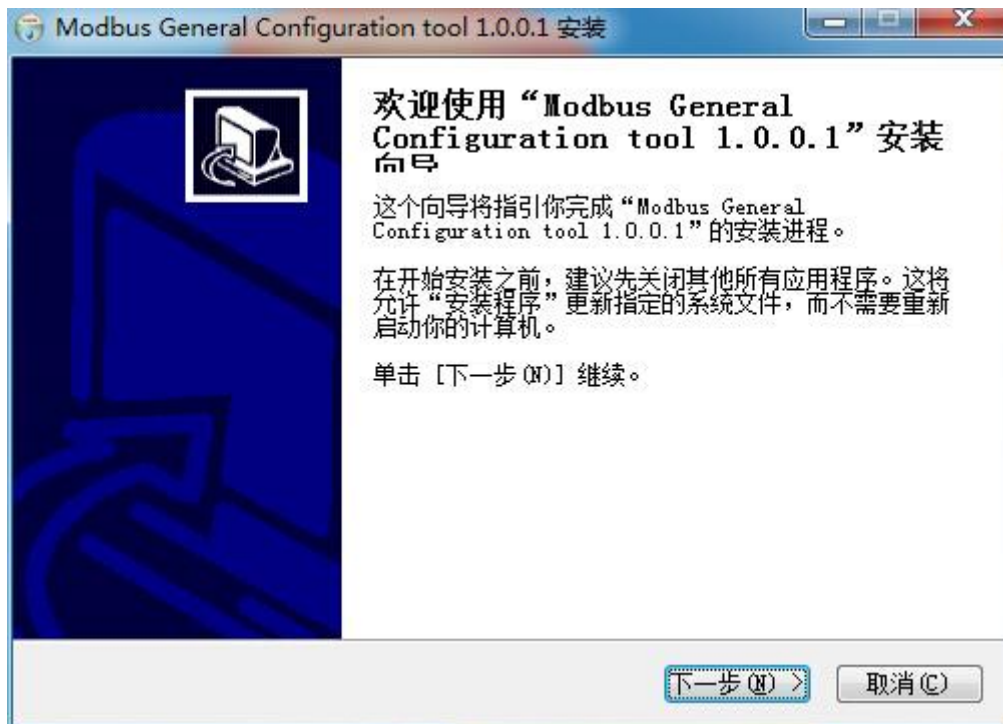 Modbus General Configuration tool 1.0.0.1 安装
欢迎使用“Modbus General
Configuration tool 1.0.0.1”安装
向导
这个向导将指引你完成“Modbus General
Configuration tool 1.0.0.1”的安装进程。
在开始安装之前，建议先关闭其他所有应用程序。这将
允许“安装程序”更新指定的系统文件，而不需要重新
启动你的计算机。
单击 [下一步(N)] 继续。
下一步(N) >
取消(C)